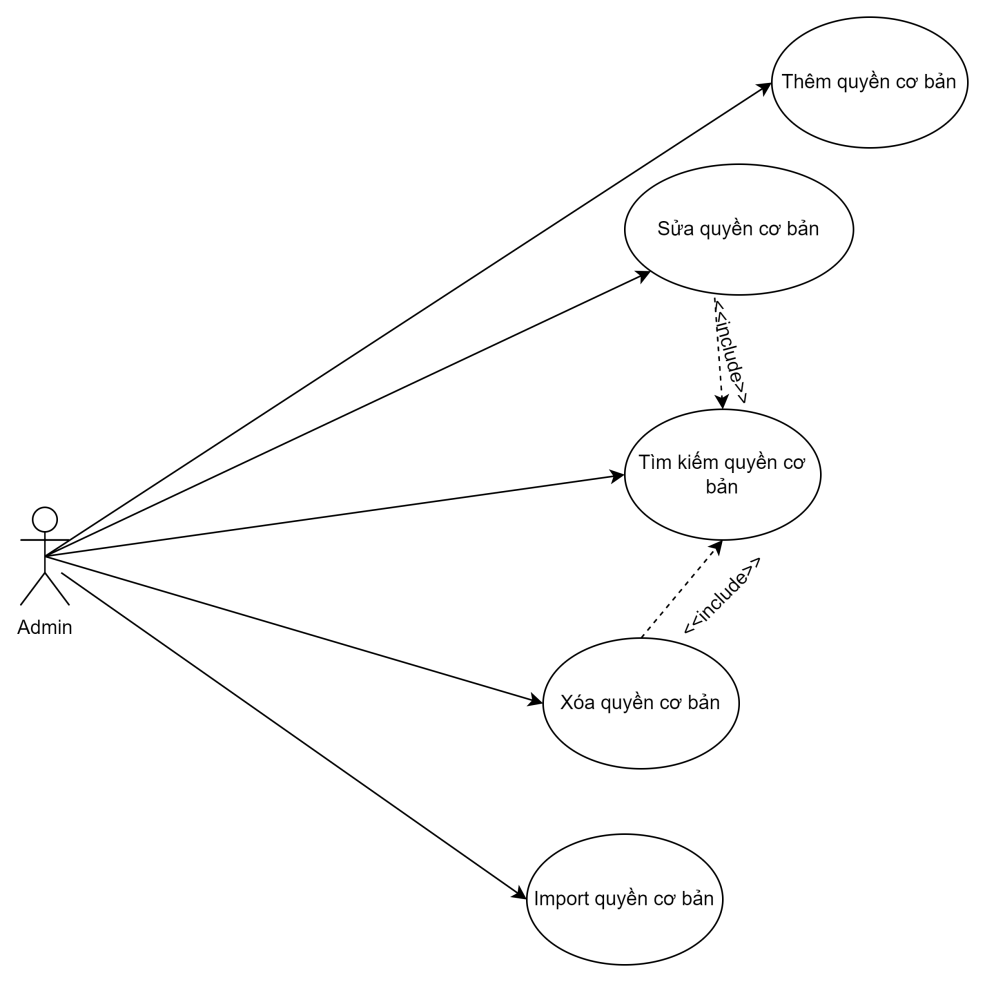 Thêm quyền cơ bản
Sửa quyền cơ bản
<<include>>
Tìm kiếm quyền cơ
bản
<<include>>
Admin
Xóa quyền cơ bản
Import quyền cơ bản